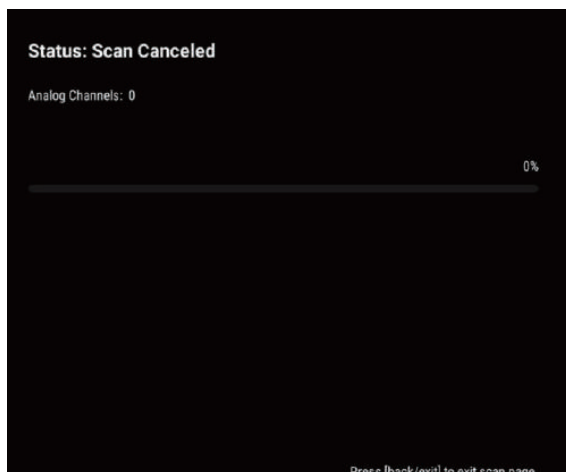 Status: Scan Canceled
Analog Channels: 0
0%
Press [back/exit] to exit scan page